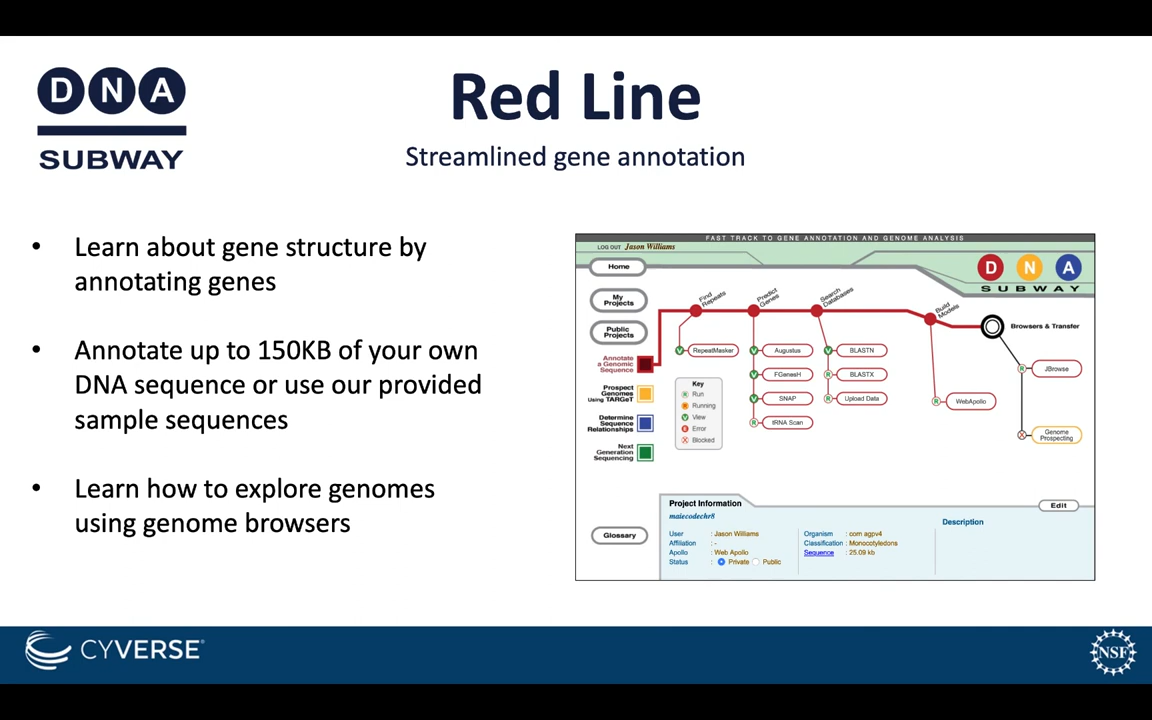 D N A
SUBWAY
Red Line
Streamlined gene annotation
• Learn about gene structure by
annotating genes
• Annotate up to 150KB of your own
DNA sequence or use our provided
sample sequences
• Learn how to explore genomes
using genome browsers
FAST TRACK TO GENE ANNOTATION AND GENOME ANALYSIS
LOG OUT Jason Williams
D N A
SUBWAY
Home
My
Projects
Public
Projects
Annotate
a Genomic
Sequence
Prospect
Genomes
Using TARGeT
Determine
Sequence
Relationships
Next
Generation
Sequencing
Glossary
Find
Repeats
Predict
Genes
Search
Databases
Build
Models
Browsers & Transfer
V RepeatMasker
V Augustus
V FGenesH
V SNAP
R tRNA Scan
V BLASTN
R BLASTX
R Upload Data
R WebApollo
R JBrowse
X Genome
Prospecting
Key
R Run
R Running
V View
E Error
X Blocked
Project Information
Edit
maiecodechr8
User : Jason Williams
Affiliation : -
Apollo : Web Apollo
Status : Private Public
Organism : corn agpv4
Classification : Monocotyledons
Sequence : 25.09 kb
Description
CYVERSE®
NSF